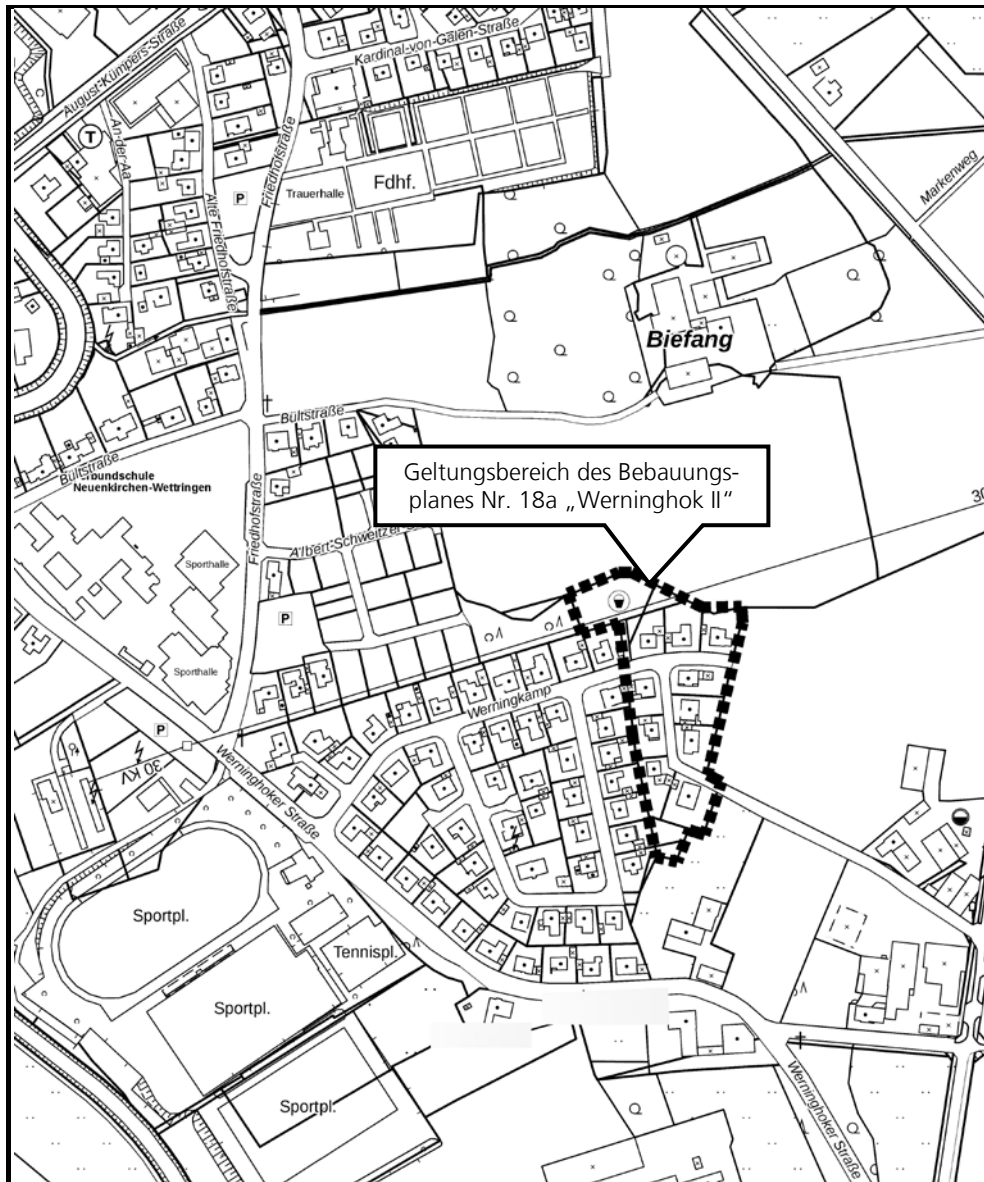 Kardinal-von-Galen-Straße
August-Kümpers-Straße
An-der-Aa
T
Alte Friedhofstraße
Friedhofstraße
P
Trauerhalle
Fdhf.
Markenweg
Biefang
Bültstraße
Bültstraße
rbundschule
Neuenkirchen-Wettringen
Geltungsbereich des Bebauungs-
planes Nr. 18a „Werninghok II“
30
Friedhofstraße
Albert-Schweitzer-S
Sporthalle
P
Sporthalle
Werningkamp
P
30 KV
Werninghoker Straße
Sportpl.
Tennispl.
Sportpl.
Sportpl.
Werninghoker Straße